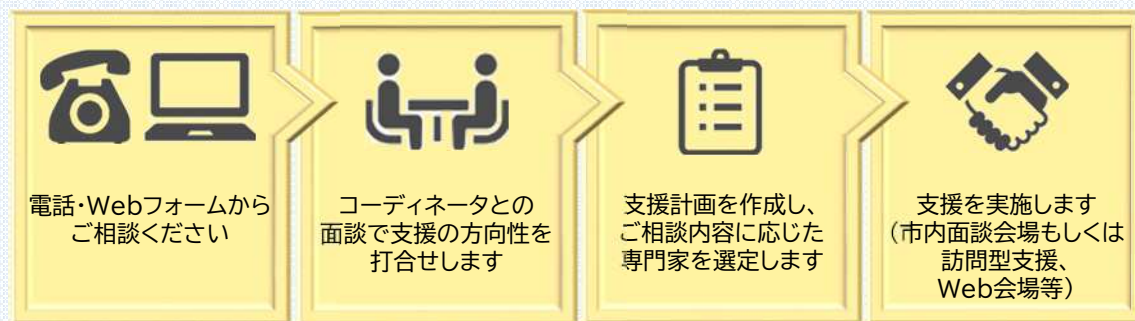 電話・Webフォームから
ご相談ください
コーディネータとの
面談で支援の方向性を
打合せします
支援計画を作成し、
ご相談内容に応じた
専門家を選定します
支援を実施します
（市内面談会場もしくは
訪問型支援、
Web会場等）